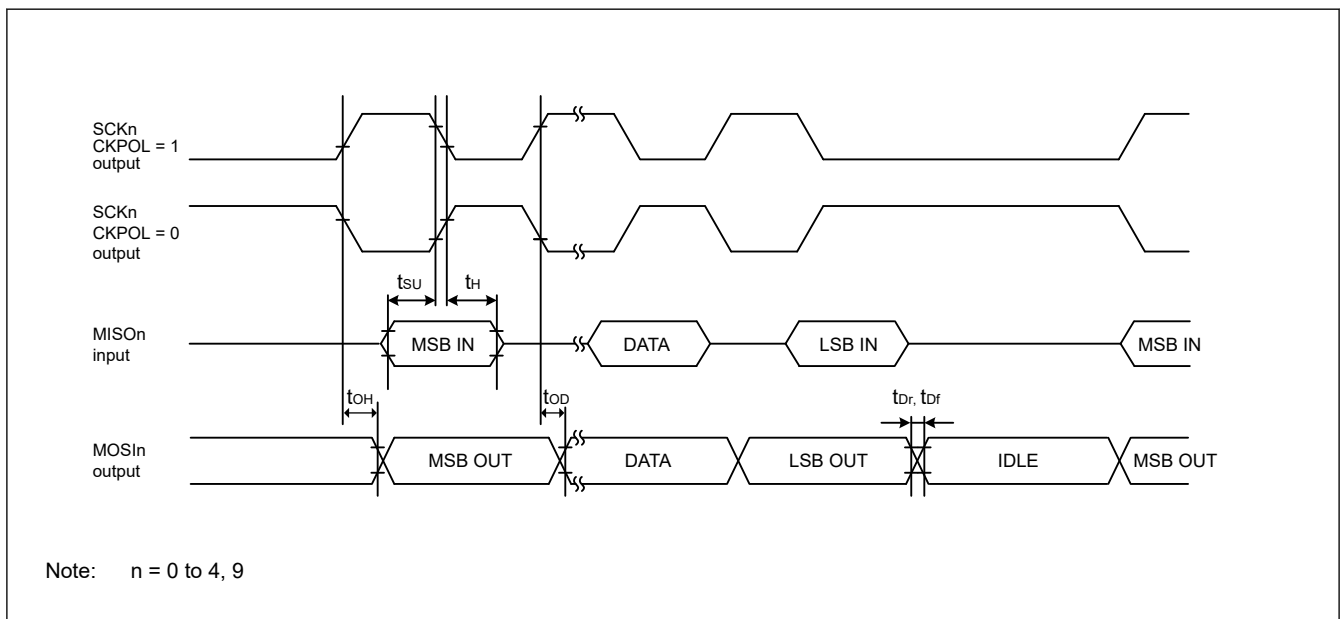 SCKn
CKPOL = 1
output
SCKn
CKPOL = 0
output
tSU
tH
MISOn
input
MSB IN
DATA
LSB IN
MSB IN
tOH
tOD
tDr, tDf
MOSIn
output
MSB OUT
DATA
LSB OUT
IDLE
MSB OUT
Note: n = 0 to 4, 9